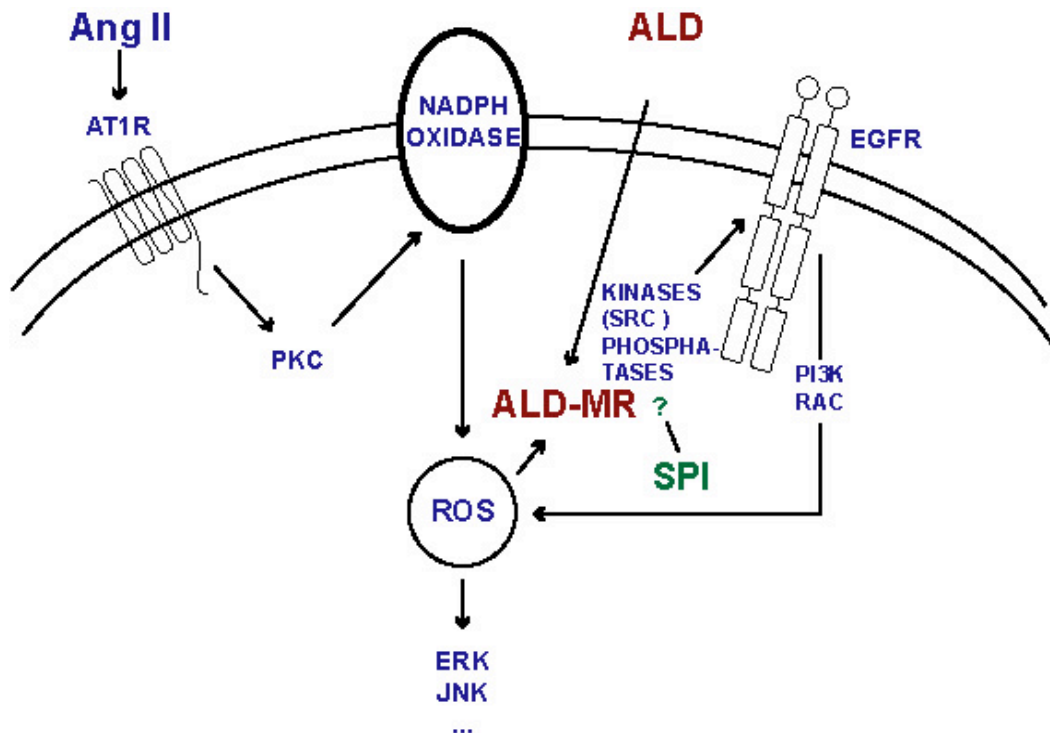 Ang II
ALD
AT1R
NADPH
OXIDASE
EGFR
KINASES
(SRC )
PHOSPHA-
TASES
PKC
PI3K
RAC
ALD-MR
?
SPI
ROS
ERK
JNK
...